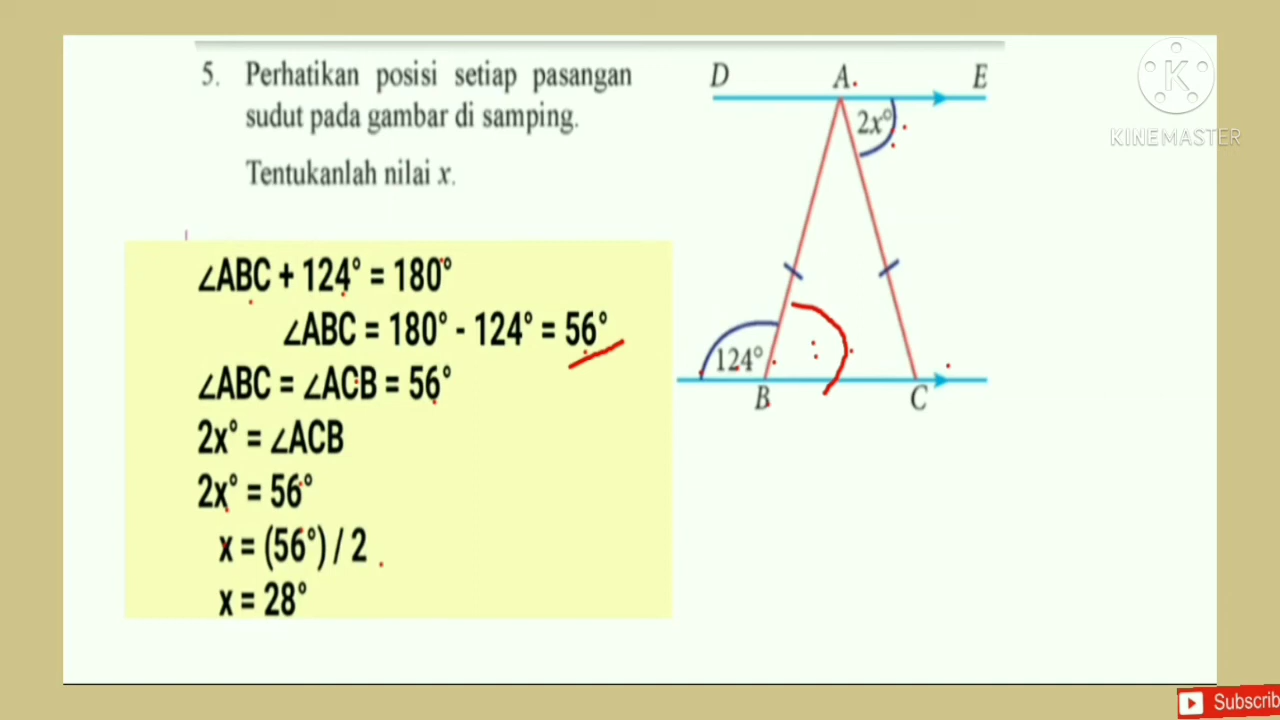 5. Perhatikan posisi setiap pasangan
sudut pada gambar di samping.
Tentukanlah nilai x.
D A E
2x°
124°
B C
∠ABC + 124° = 180°
∠ABC = 180° - 124° = 56°
∠ABC = ∠ACB = 56°
2x° = ∠ACB
2x° = 56°
x = (56°) / 2
x = 28°
K
KINEMASTER
Subscrib